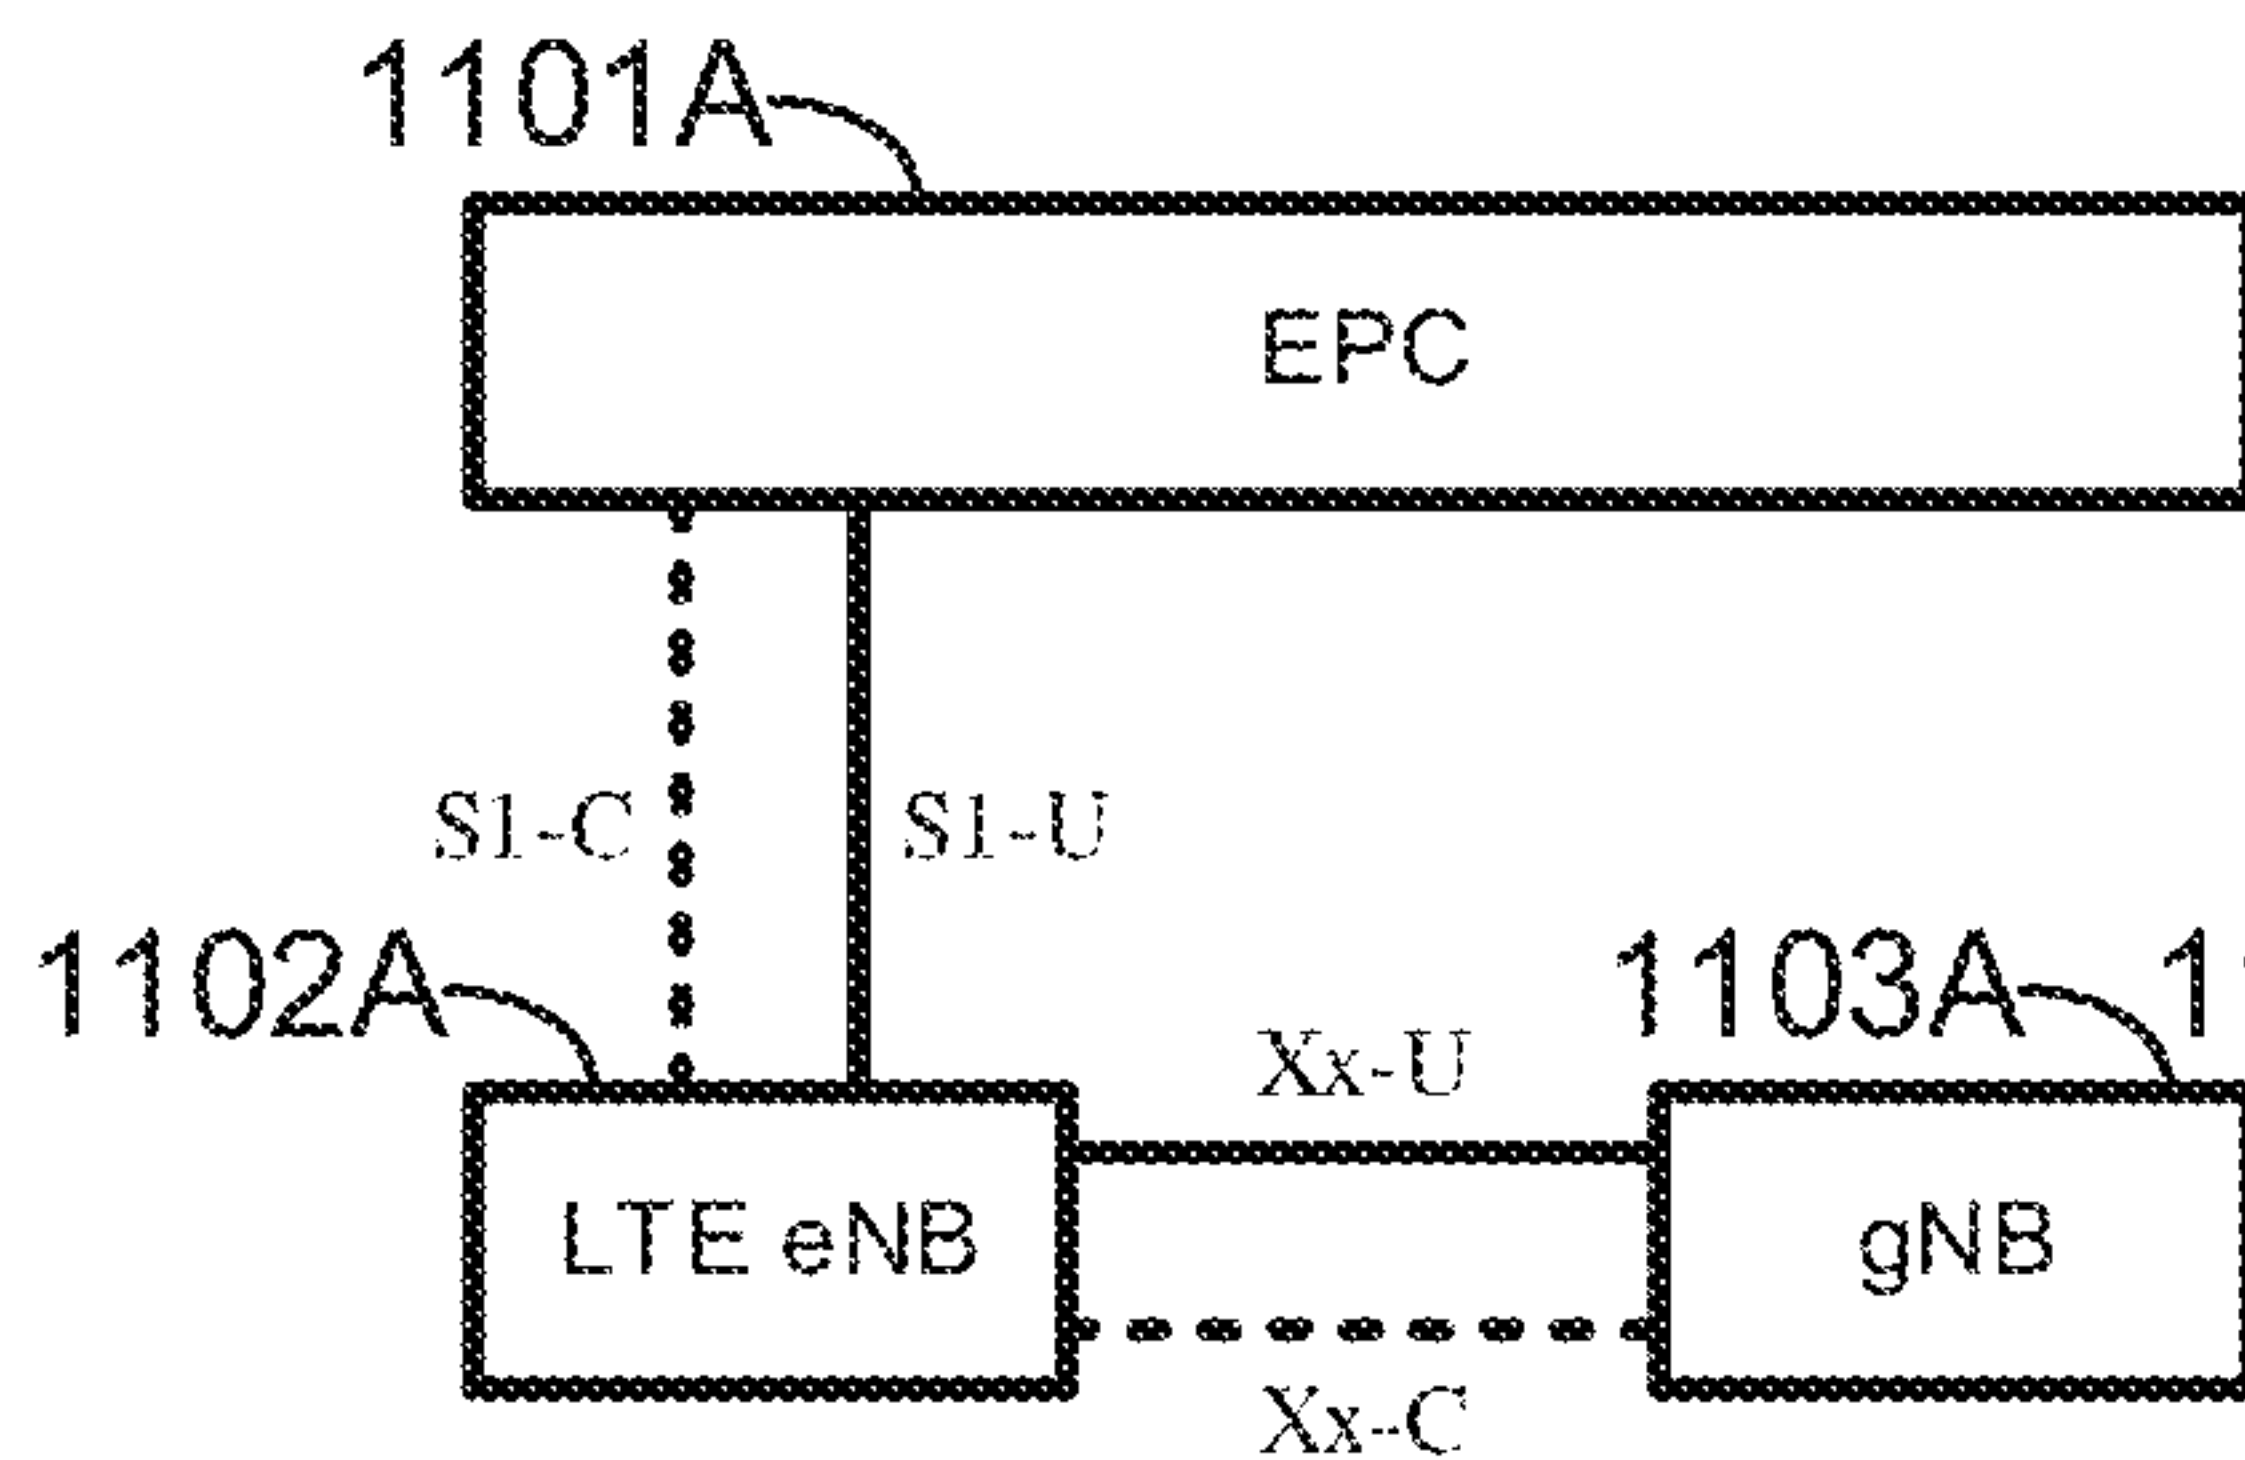 1101A
EPC
S1-C S1-U
1102A 1103A
Xx-U
LTE eNB gNB
Xx-C